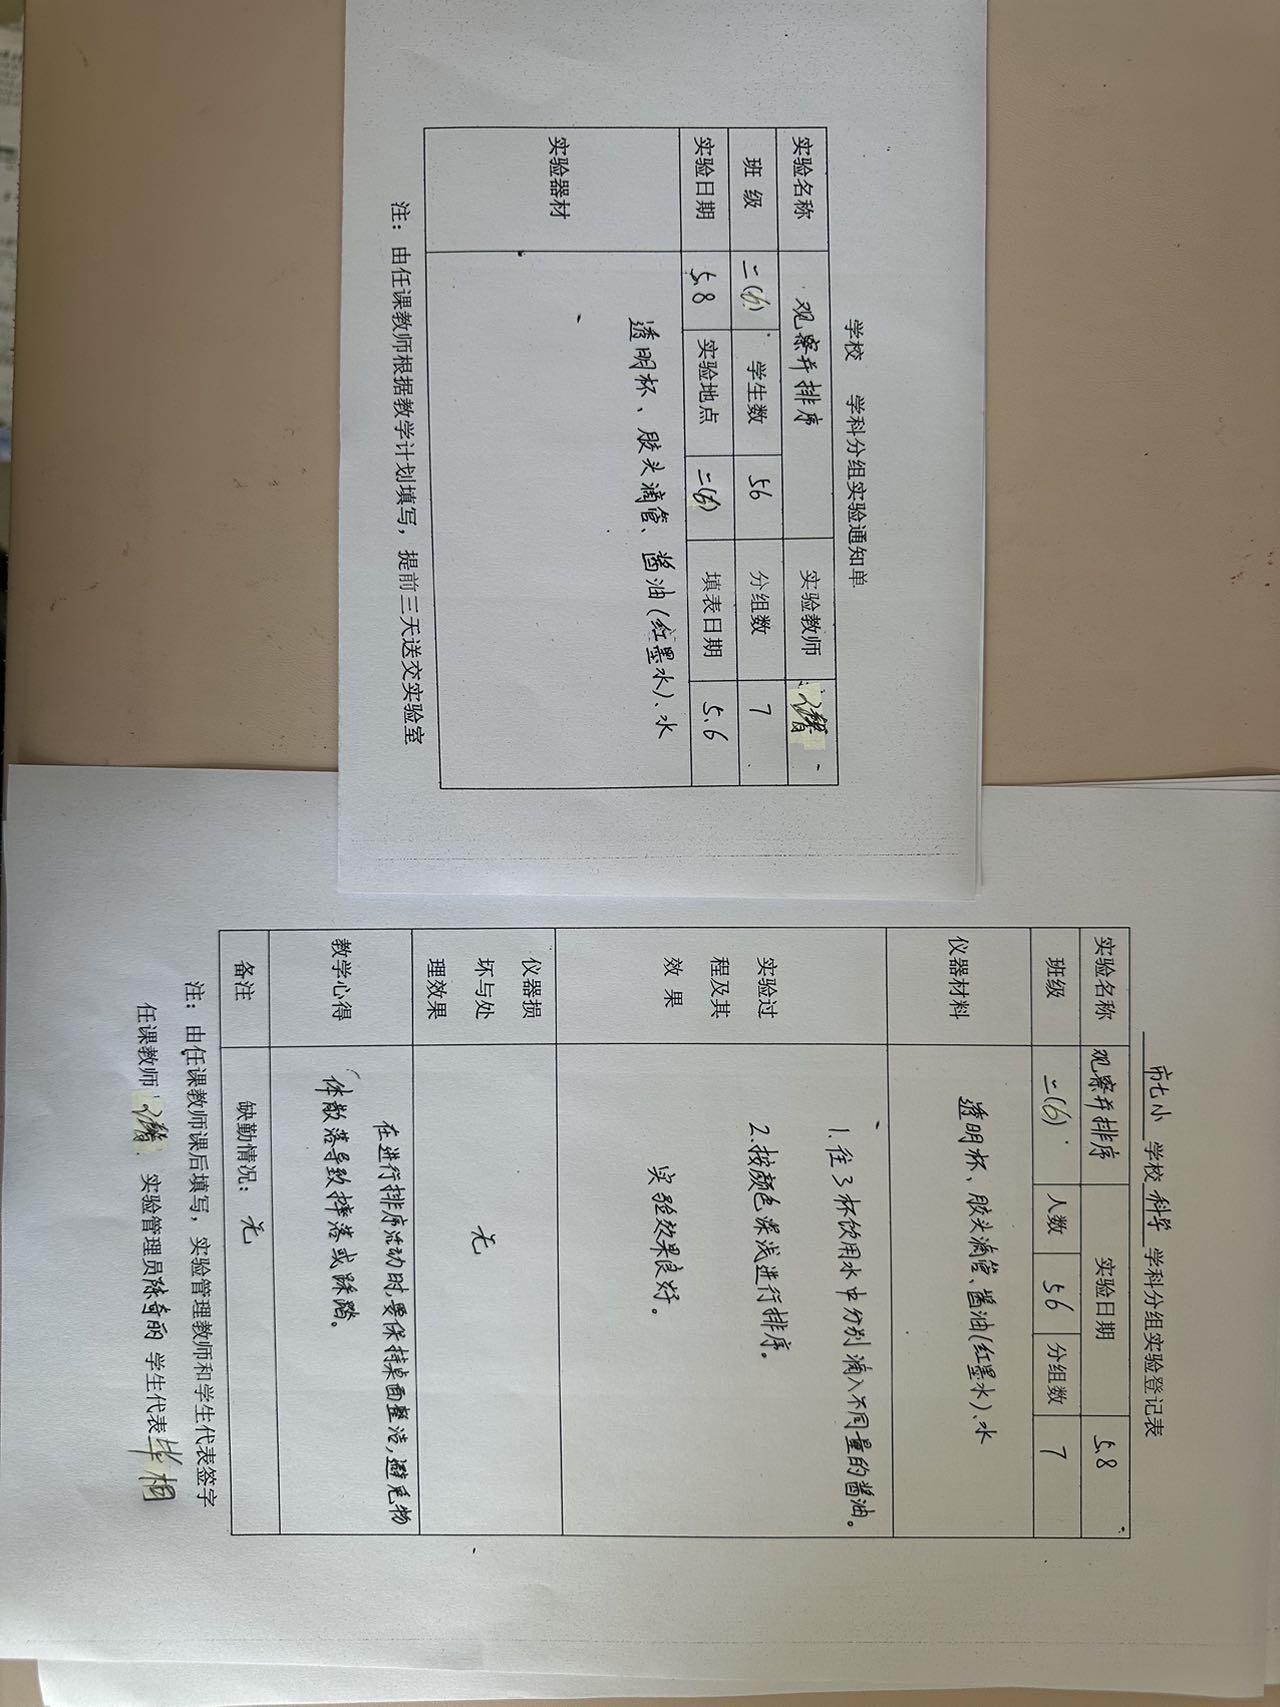 学校 学科分组实验通知单
实验名称 观察并排序 实验教师
班级 二(6) 学生数 56 分组数 7
实验日期 5.8 实验地点 二(6) 填表日期 5.6
实验器材 透明杯、胶头滴管、酱油(红墨水)、水
注：由任课教师根据教学计划填写，提前三天送交实验室
市七小 学校 科学 学科分组实验登记表
实验名称 观察并排序 实验日期 5.8
班级 二(6) 人数 56 分组数 7
仪器材料 透明杯、胶头滴管、酱油(红墨水)、水
实验过程及其效果
1.往3杯饮用水中分别滴入不同量的酱油。
2.按颜色深浅进行排序。
实验效果良好。
仪器损坏与处理效果 无
教学心得
在进行排序活动时，要保持桌面整洁，避免物
体散落导致摔落或踩踏。
备注 缺勤情况：无
注：由任课教师课后填写，实验管理教师和学生代表签字
任课教师 实验管理员 陈奇丽 学生代表